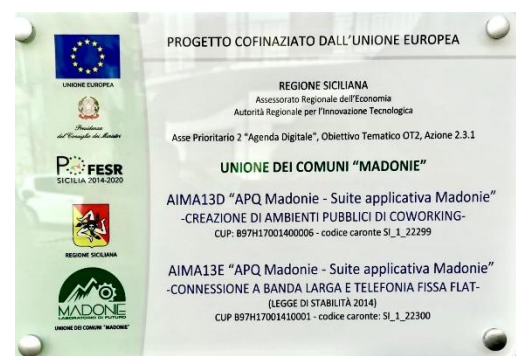 PROGETTO COFINAZIATO DALL'UNIONE EUROPEA
UNIONE EUROPEA
REGIONE SICILIANA
Assessorato Regionale dell'Economia
Autorità Regionale per l'Innovazione Tecnologica
Presidenza
del Consiglio dei Ministri
Asse Prioritario 2 "Agenda Digitale", Obiettivo Tematico OT2, Azione 2.3.1
PO FESR
SICILIA 2014-2020
UNIONE DEI COMUNI "MADONIE"
AIMA13D "APQ Madonie - Suite applicativa Madonie"
-CREAZIONE DI AMBIENTI PUBBLICI DI COWORKING-
CUP: B97H17001400006 - codice caronte SI_1_22299
REGIONE SICILIANA
AIMA13E "APQ Madonie - Suite applicativa Madonie"
-CONNESSIONE A BANDA LARGA E TELEFONIA FISSA FLAT-
(LEGGE DI STABILITÀ 2014)
CUP B97H17001410001 - codice caronte: SI_1_22300
MADONIE
LABORATORIO DI FUTURO
UNIONE DEI COMUNI "MADONIE"